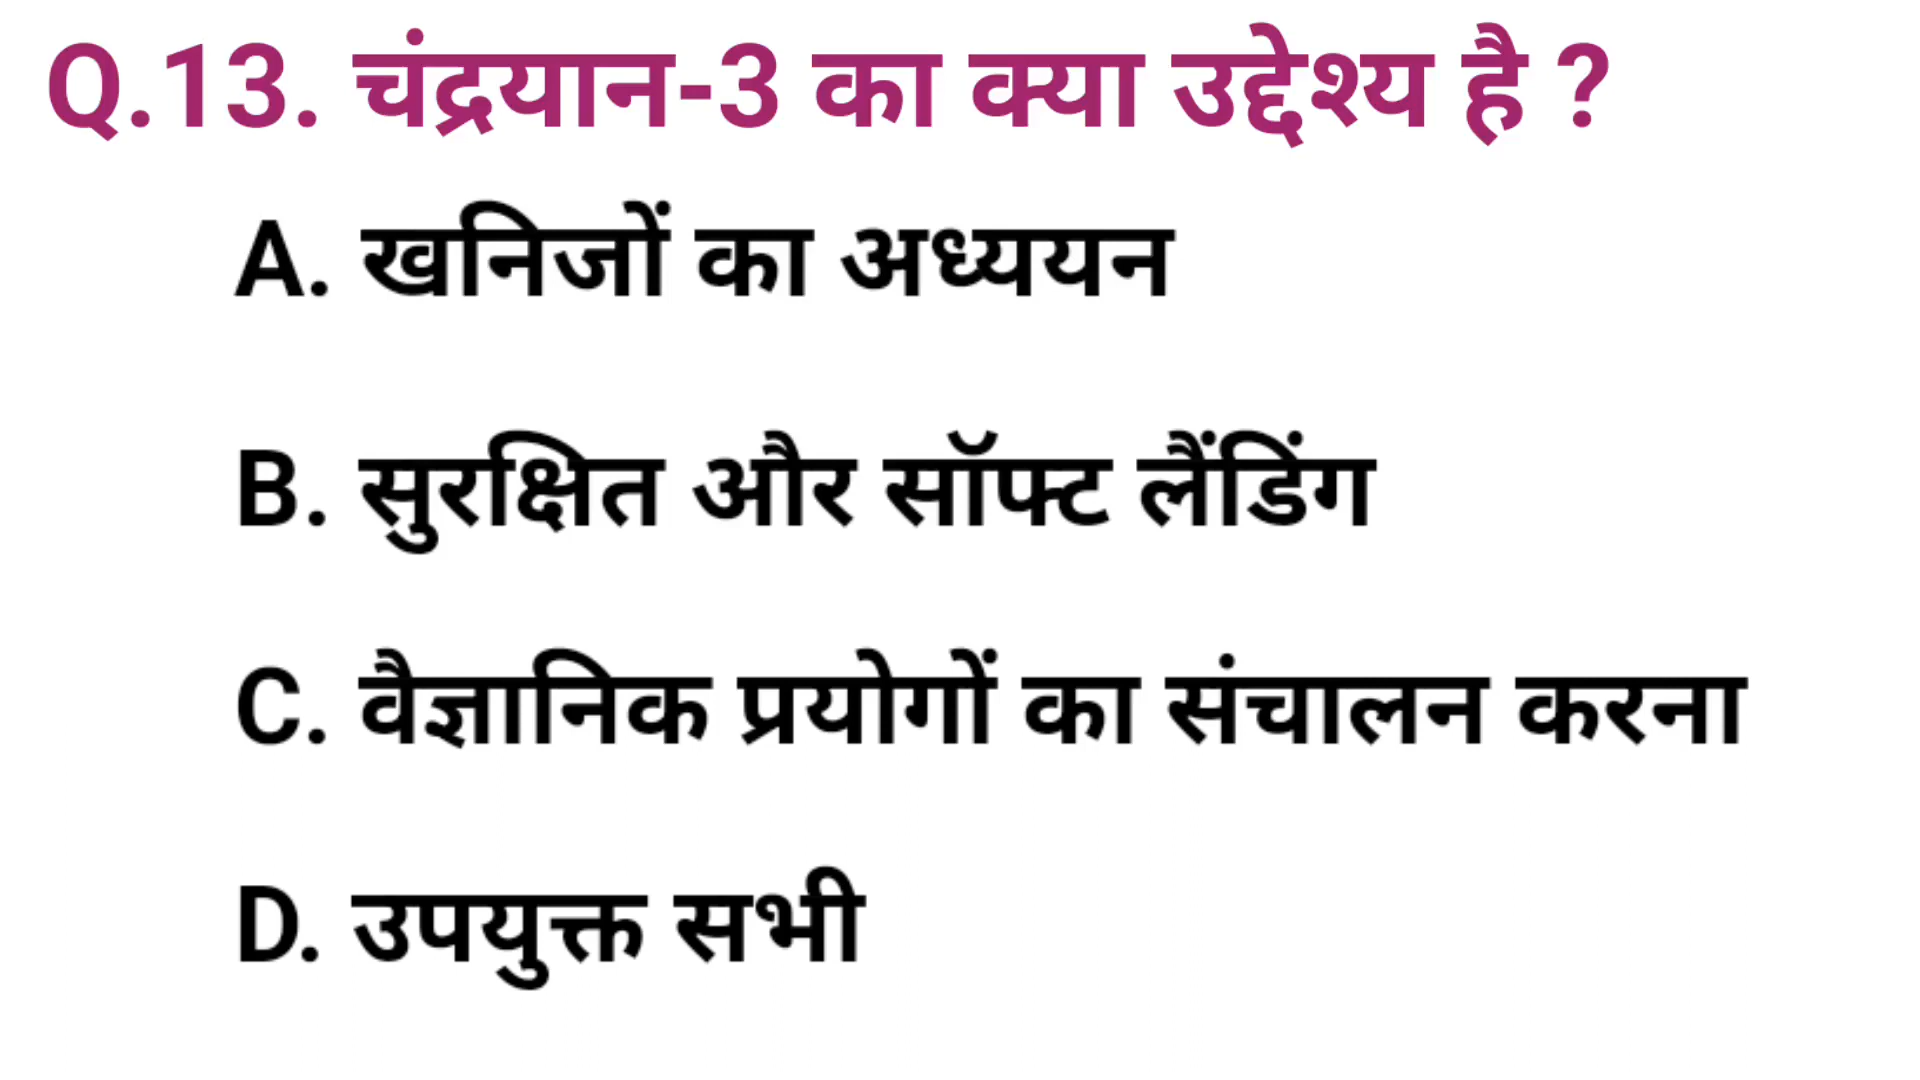 Q.13. चंद्रयान-3 का क्या उद्देश्य है ?
A. खनिजों का अध्ययन
B. सुरक्षित और सॉफ्ट लैंडिंग
C. वैज्ञानिक प्रयोगों का संचालन करना
D. उपयुक्त सभी